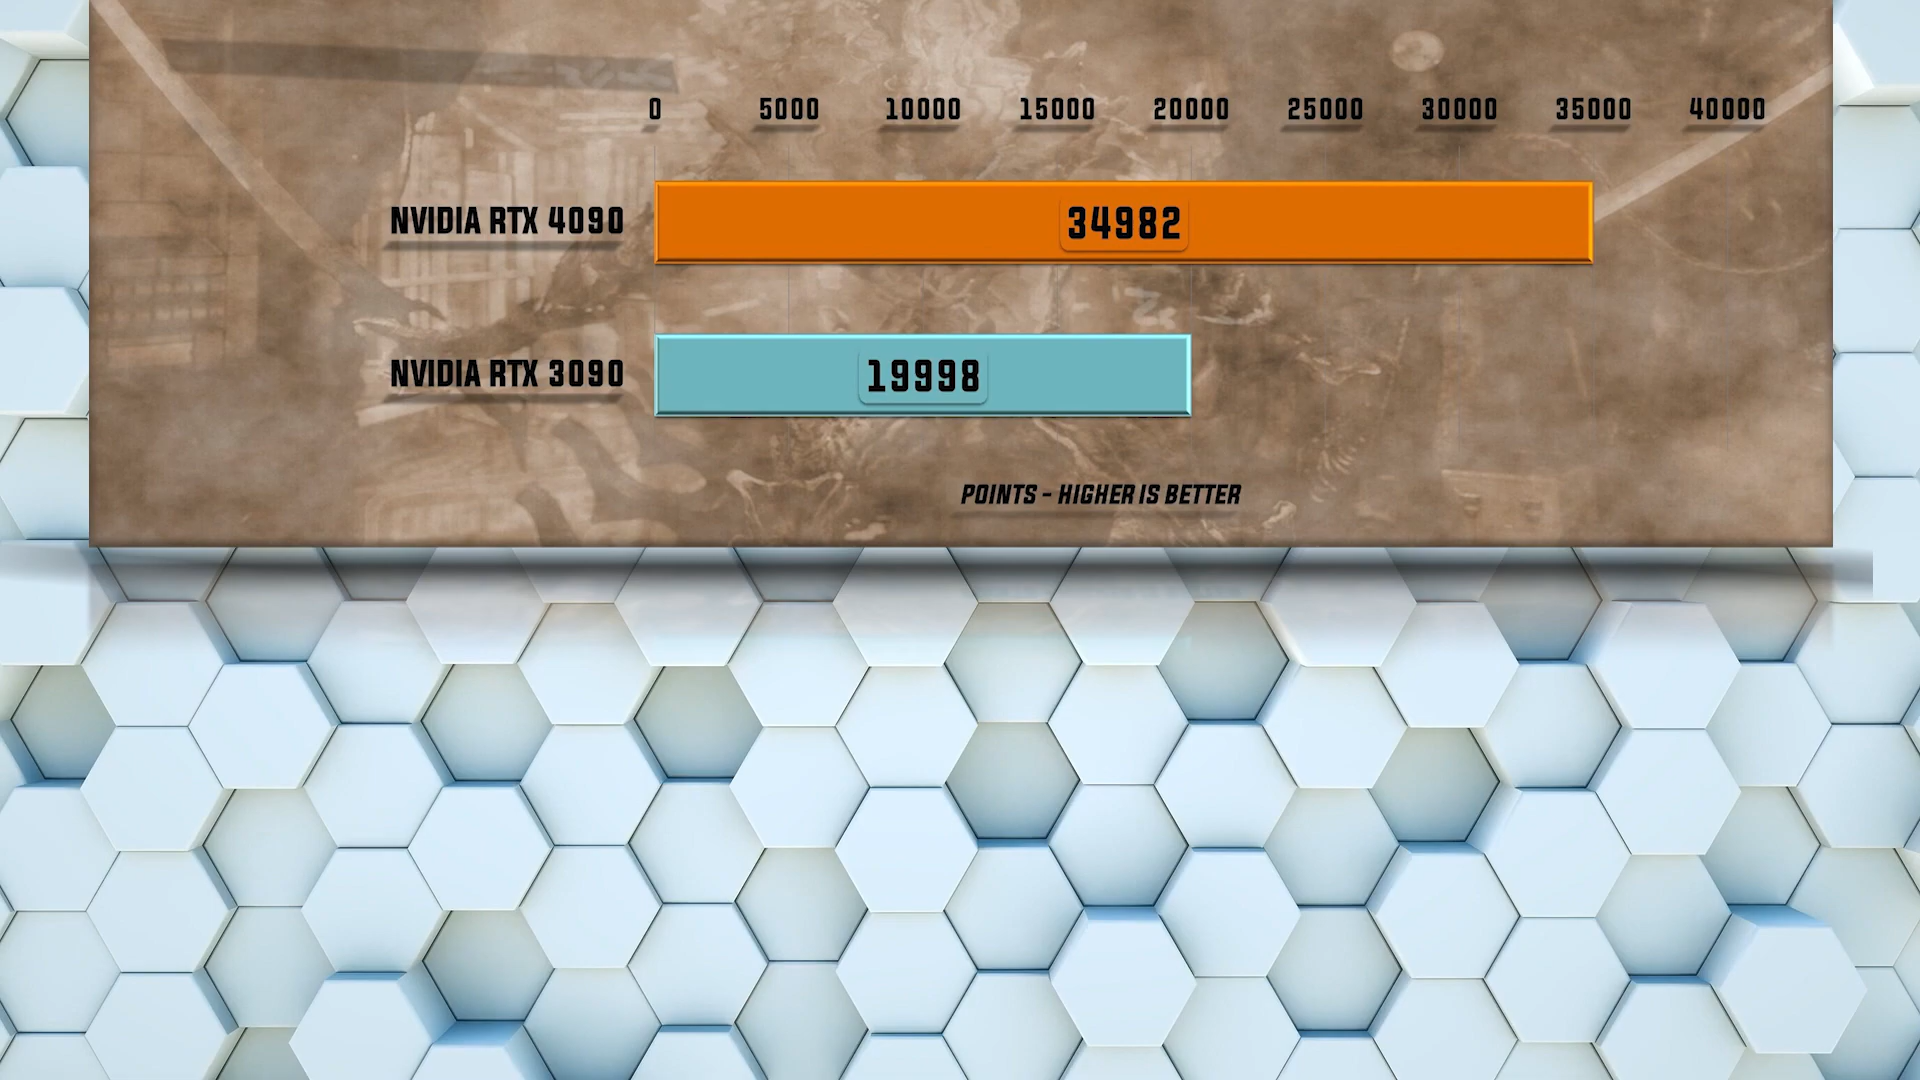 0 5000 10000 15000 20000 25000 30000 35000 40000
NVIDIA RTX 4090 34982
NVIDIA RTX 3090 19998
POINTS - HIGHER IS BETTER